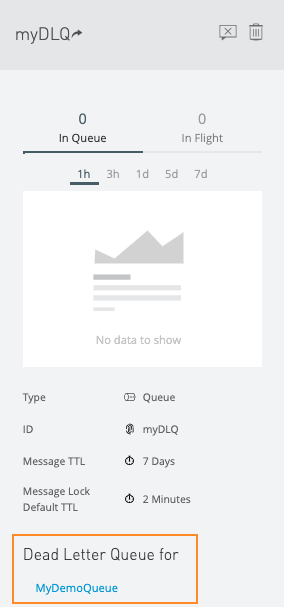 myDLQ
0
0
In Queue
In Flight
1h 3h 1d 5d 7d
No data to show
Type Queue
ID myDLQ
Message TTL 7 Days
Message Lock
Default TTL 2 Minutes
Dead Letter Queue for
MyDemoQueue